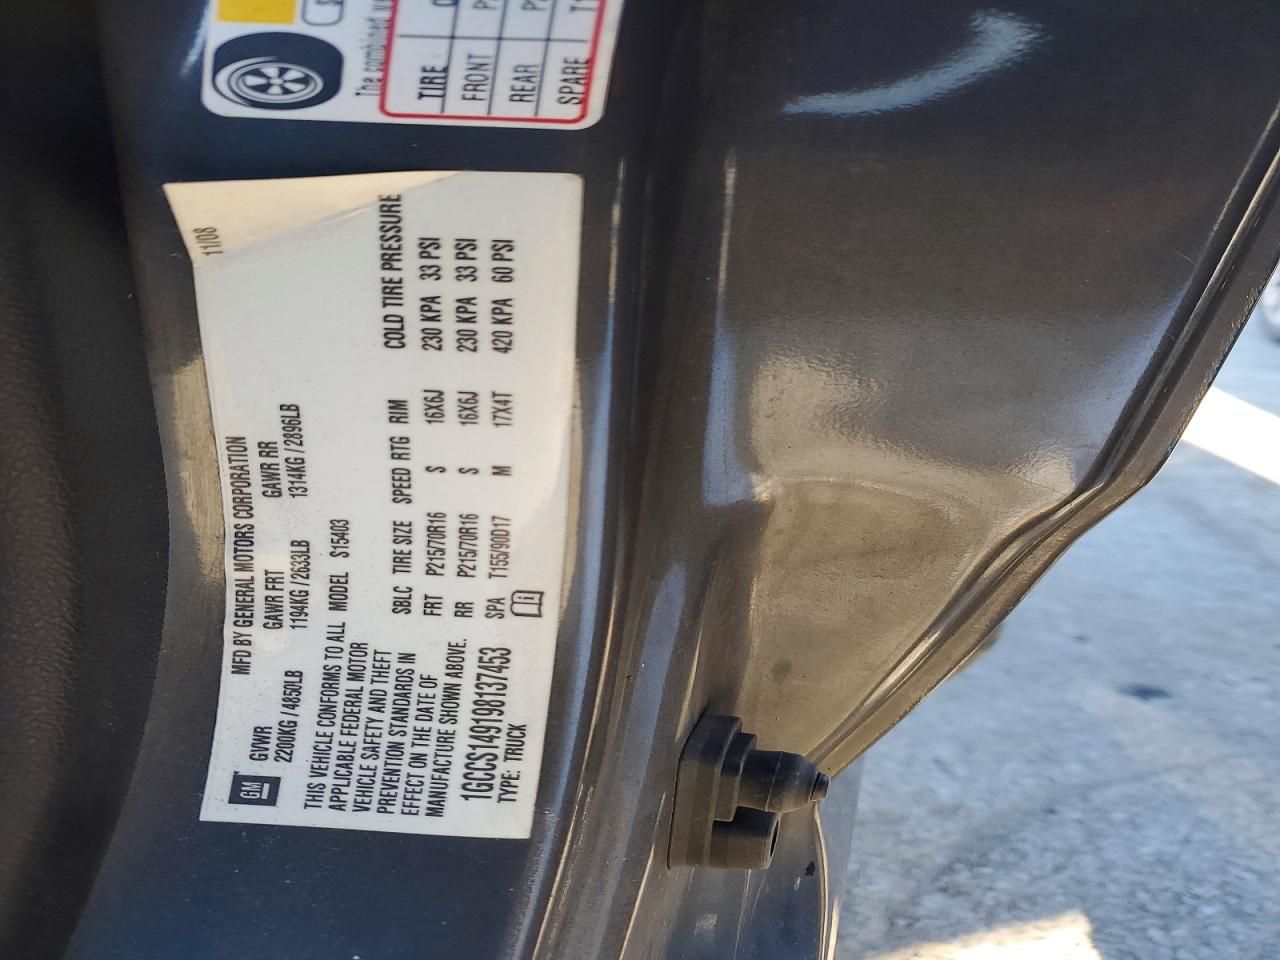 The combined
TIRE
FRONT
REAR
SPARE
11/08
GM
MFD BY GENERAL MOTORS CORPORATION
GVWR GAWR FRT GAWR RR
2200KG / 4850LB 1194KG / 2633LB 1314KG / 2896LB
THIS VEHICLE CONFORMS TO ALL MODEL S15403
APPLICABLE FEDERAL MOTOR
VEHICLE SAFETY AND THEFT
PREVENTION STANDARDS IN
EFFECT ON THE DATE OF
MANUFACTURE SHOWN ABOVE.
SBLC TIRE SIZE SPEED RTG RIM COLD TIRE PRESSURE
FRT P215/70R16 S 16X6J 230 KPA 33 PSI
RR P215/70R16 S 16X6J 230 KPA 33 PSI
SPA T155/90D17 M 17X4T 420 KPA 60 PSI
1GCCS149198137453
TYPE: TRUCK